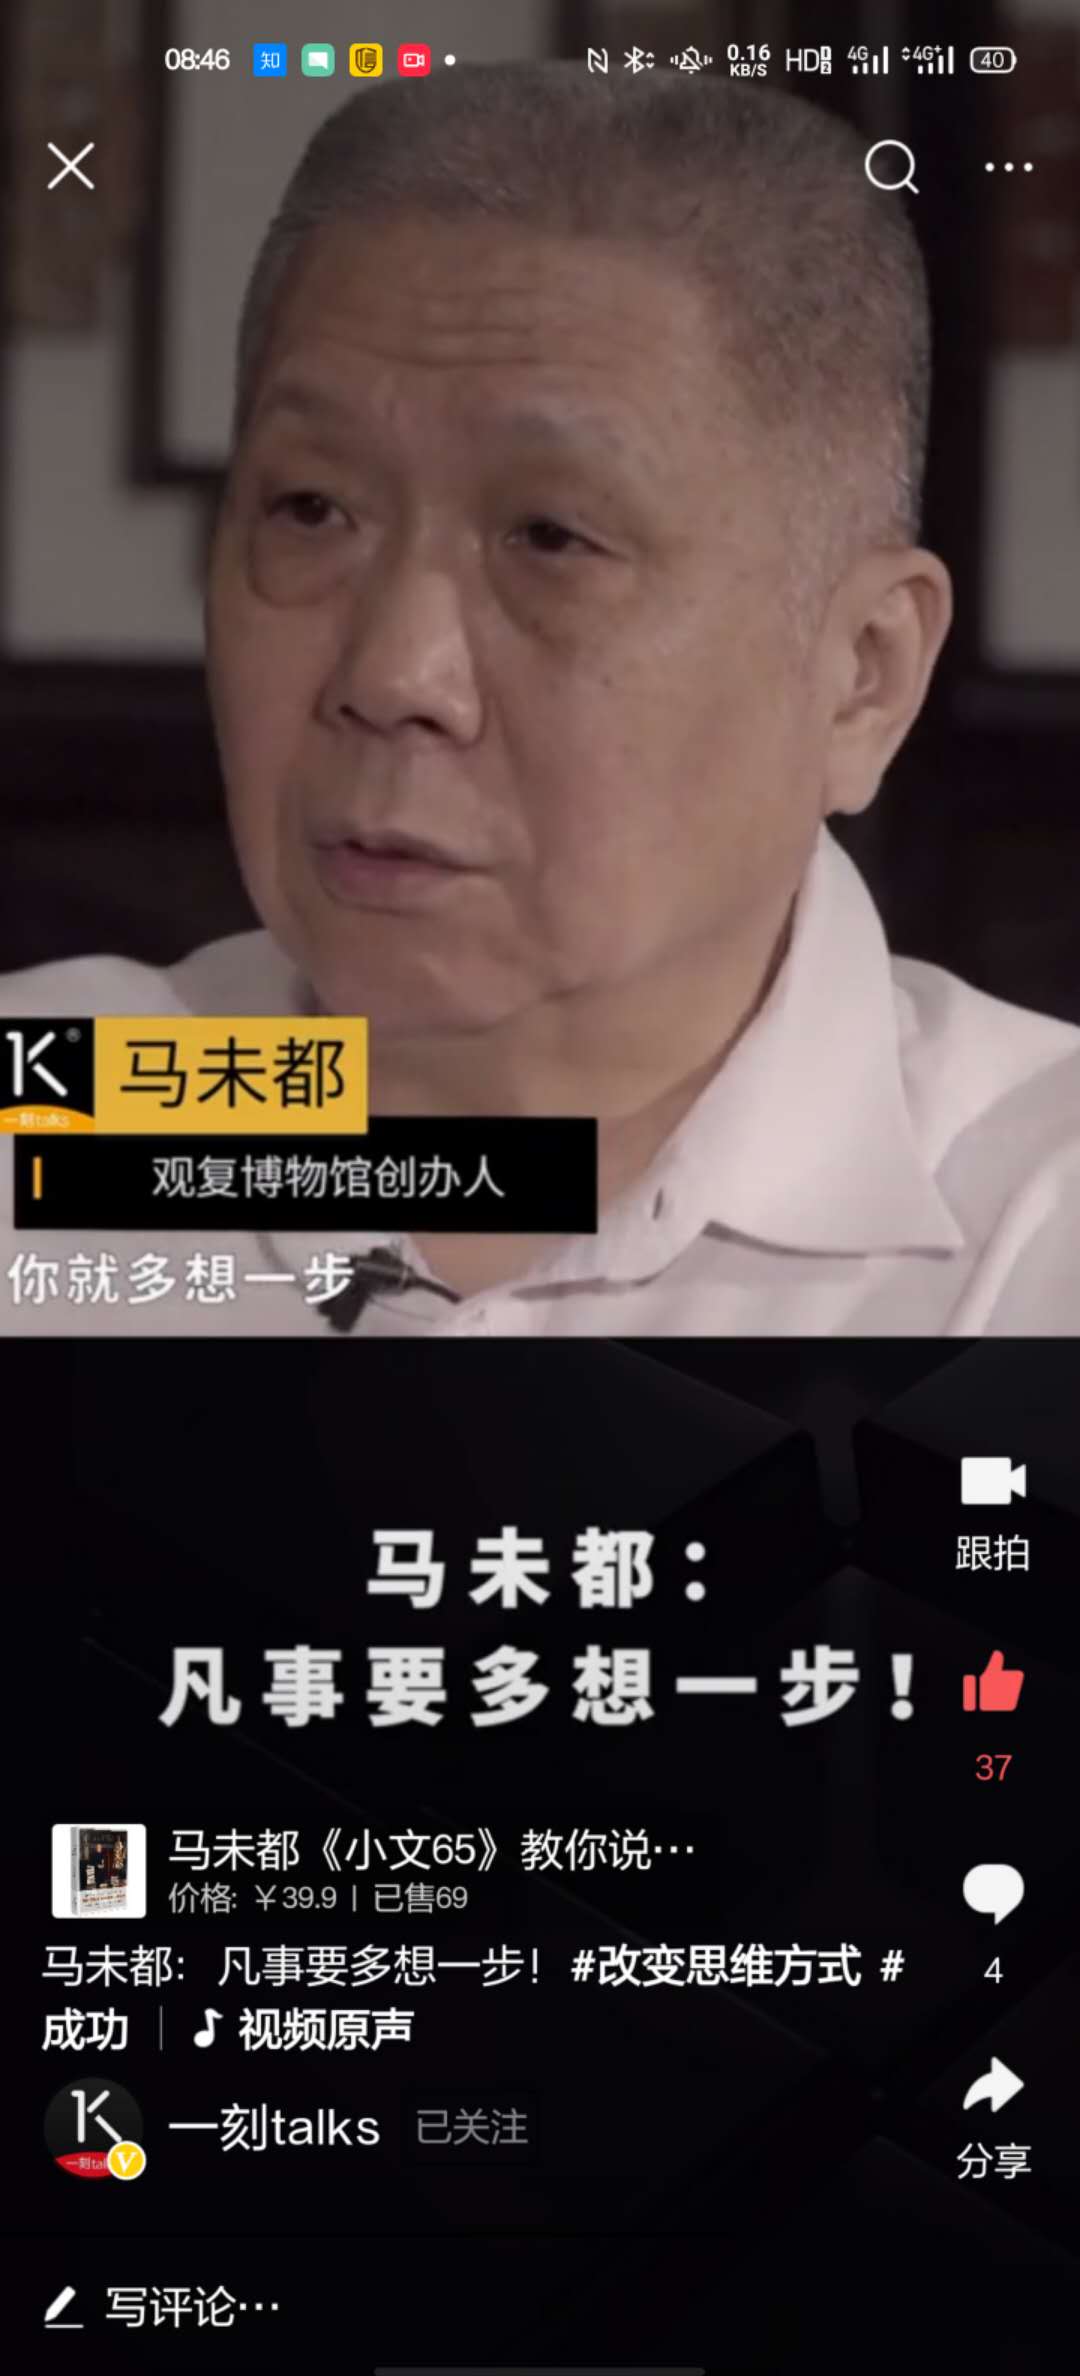 08:46 知 0.16 KB/S HD 4G 4G+ 40
K
一刻talks
马未都
观复博物馆创办人
你就多想一步
马未都：
凡事要多想一步！
跟拍
37
马未都《小文65》教你说…
价格: ￥39.9 | 已售69
马未都：凡事要多想一步！#改变思维方式 #
成功 | 视频原声
4
一刻talks 已关注
分享
写评论…